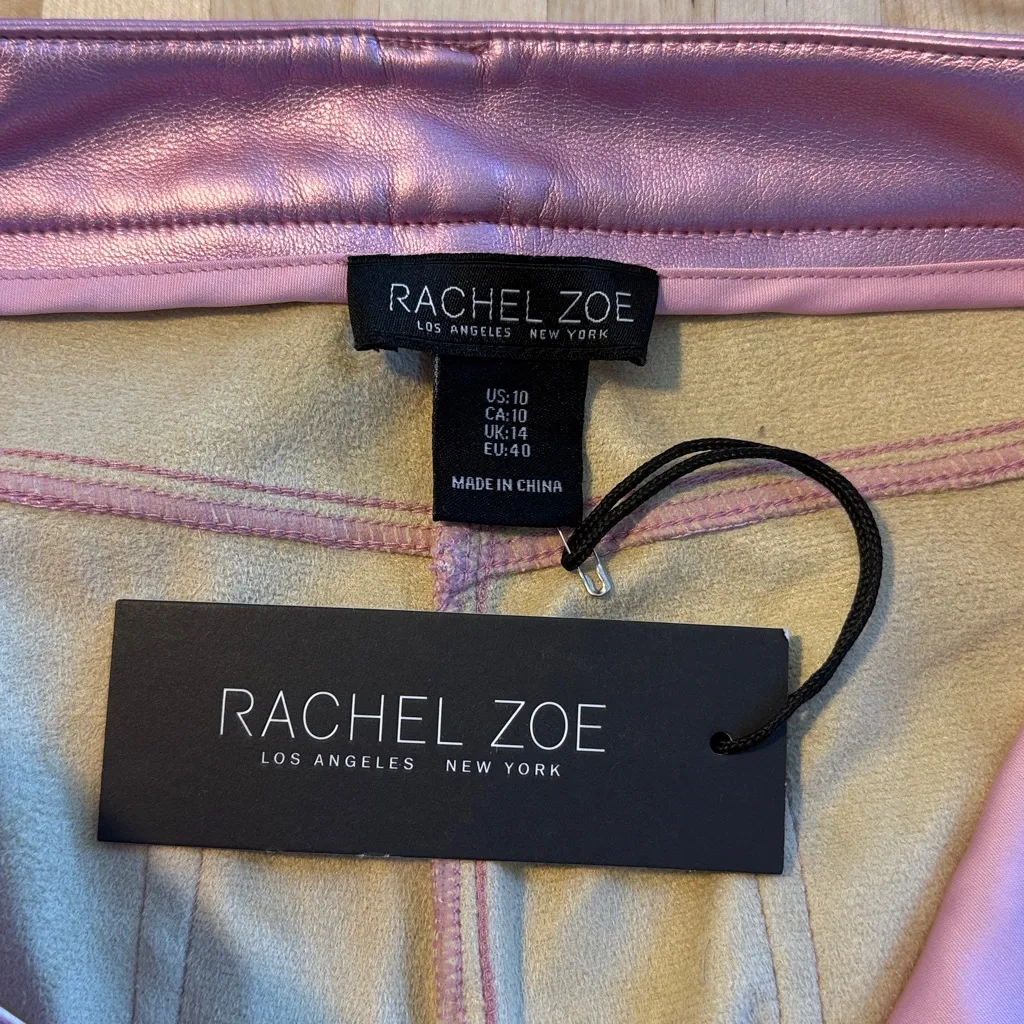 RACHEL ZOE
LOS ANGELES NEW YORK
US:10
CA:10
UK:14
EU:40
MADE IN CHINA
RACHEL ZOE
LOS ANGELES NEW YORK